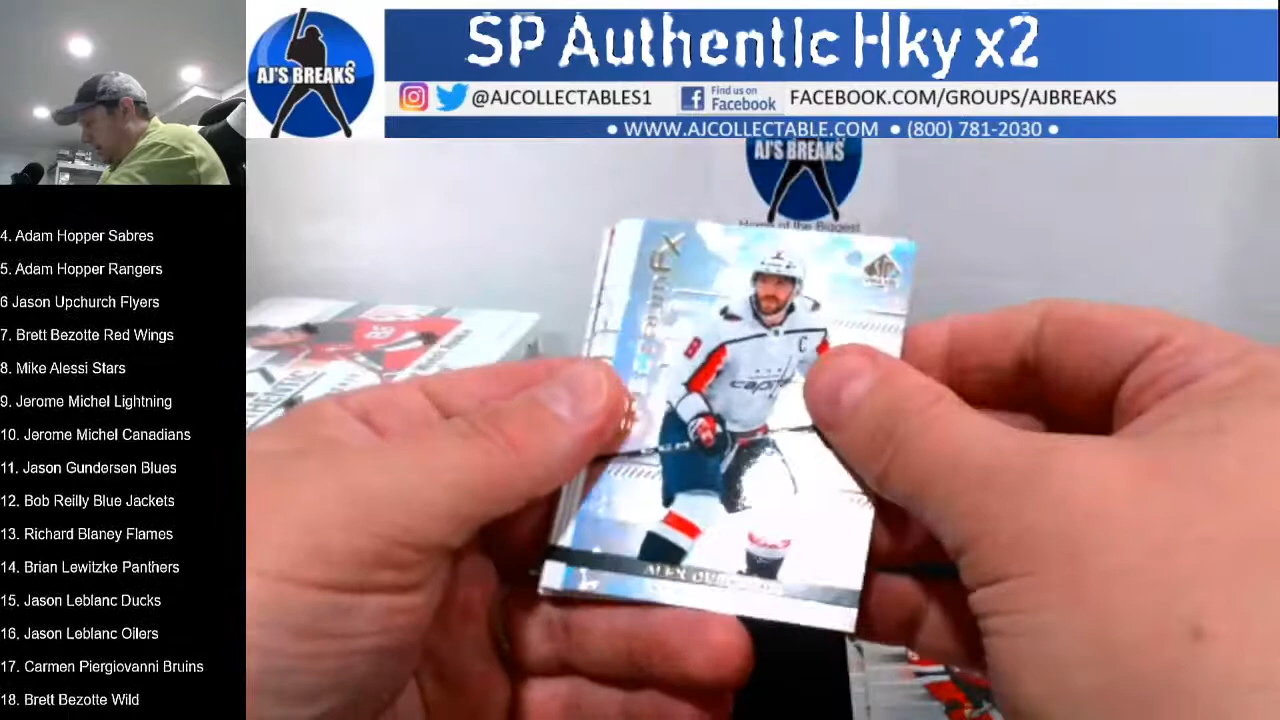 SP Authentic Hky x2
AJ'S BREAKS
@AJCOLLECTABLES1
Find us on
Facebook
FACEBOOK.COM/GROUPS/AJBREAKS
• WWW.AJCOLLECTABLE.COM • (800) 781-2030 •
AJ'S BREAKS
Home of the Biggest
4. Adam Hopper Sabres
5. Adam Hopper Rangers
6 Jason Upchurch Flyers
7. Brett Bezotte Red Wings
8. Mike Alessi Stars
9. Jerome Michel Lightning
10. Jerome Michel Canadians
11. Jason Gundersen Blues
12. Bob Reilly Blue Jackets
13. Richard Blaney Flames
14. Brian Lewitzke Panthers
15. Jason Leblanc Ducks
16. Jason Leblanc Oilers
17. Carmen Piergiovanni Bruins
18. Brett Bezotte Wild
FX
C
8
capitals
ALEX